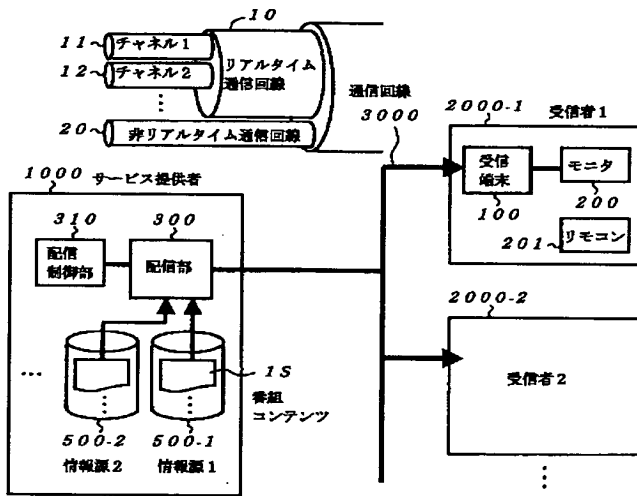 10
11
チャネル1
12
チャネル2
⋮
リアルタイム
通信回線
20
非リアルタイム通信回線
通信回線
3000
1000
サービス提供者
310
配信
制御部
300
配信部
…
1S
番組
コンテンツ
500-2
500-1
情報源2
情報源1
2000-1
受信者1
受信
端末
100
モニタ
200
201
リモコン
2000-2
受信者2
⋮